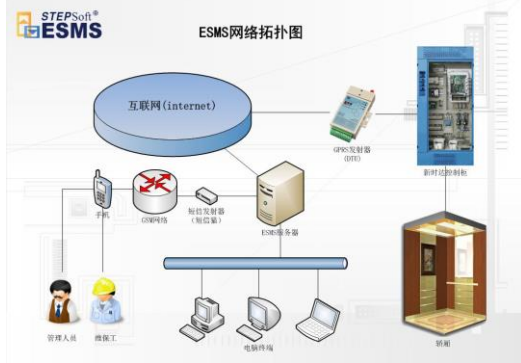 STEPSoft®
ESMS
ESMS网络拓扑图
互联网(internet)
GPRS发射器
(DTU)
新时达控制柜
手机
GSM网络
短信发射器
(短信猫)
ESMS服务器
管理人员
维保工
电脑终端
轿厢